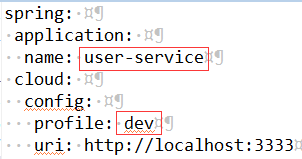 spring:
application:
name: user-service
cloud:
config:
profile: dev
uri: http://localhost:3333